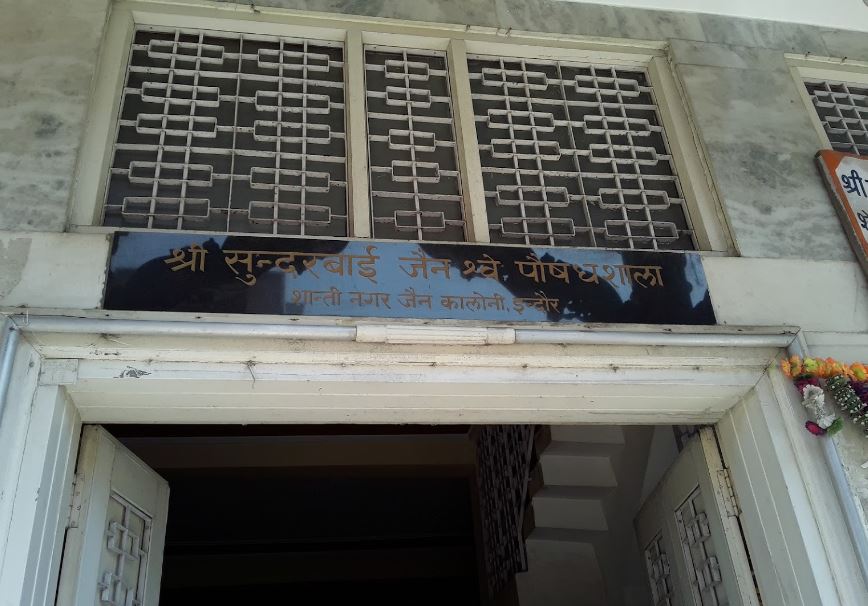 श्री सुन्दरबाई जैन श्वे. पौषधशाला
शान्ती नगर जैन कालोनी, इन्दौर
श्री